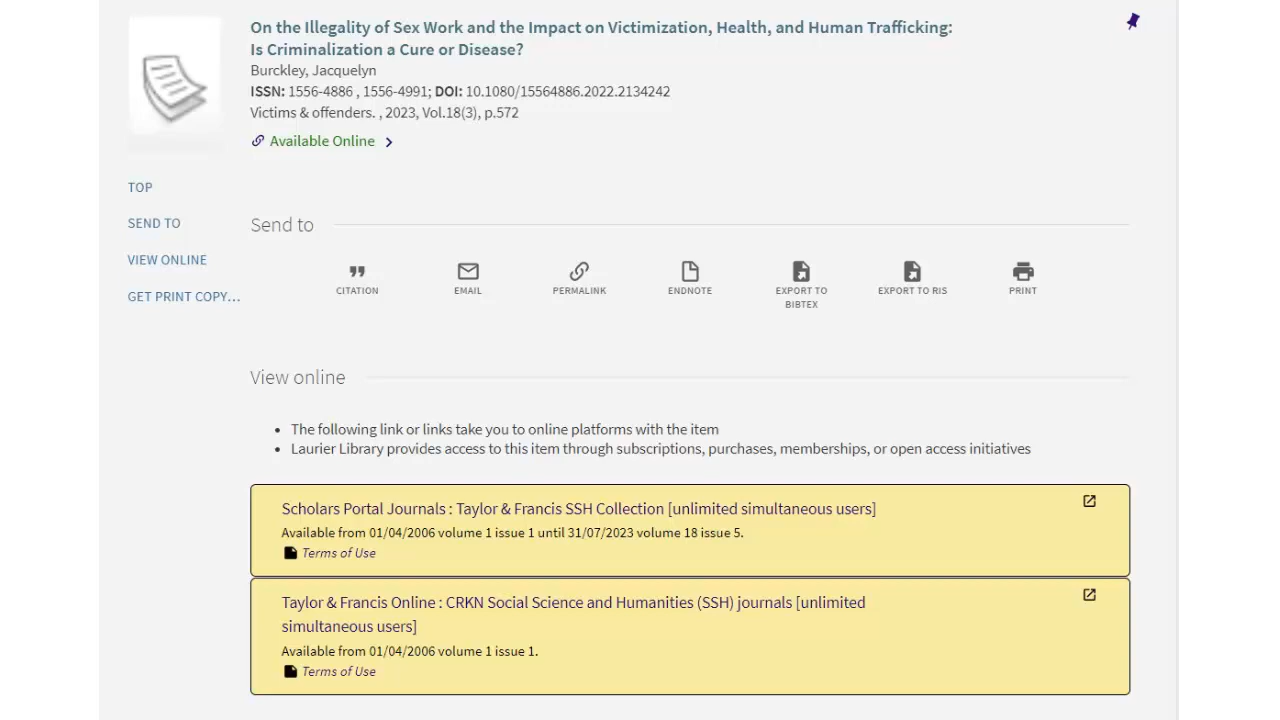 On the Illegality of Sex Work and the Impact on Victimization, Health, and Human Trafficking:
Is Criminalization a Cure or Disease?
Burckley, Jacquelyn
ISSN: 1556-4886 , 1556-4991; DOI: 10.1080/15564886.2022.2134242
Victims & offenders. , 2023, Vol.18(3), p.572
Available Online
TOP
SEND TO
VIEW ONLINE
GET PRINT COPY…
Send to
CITATION
EMAIL
PERMALINK
ENDNOTE
EXPORT TO
BIBTEX
EXPORT TO RIS
PRINT
View online
• The following link or links take you to online platforms with the item
• Laurier Library provides access to this item through subscriptions, purchases, memberships, or open access initiatives
Scholars Portal Journals : Taylor & Francis SSH Collection [unlimited simultaneous users]
Available from 01/04/2006 volume 1 issue 1 until 31/07/2023 volume 18 issue 5.
Terms of Use
Taylor & Francis Online : CRKN Social Science and Humanities (SSH) journals [unlimited
simultaneous users]
Available from 01/04/2006 volume 1 issue 1.
Terms of Use